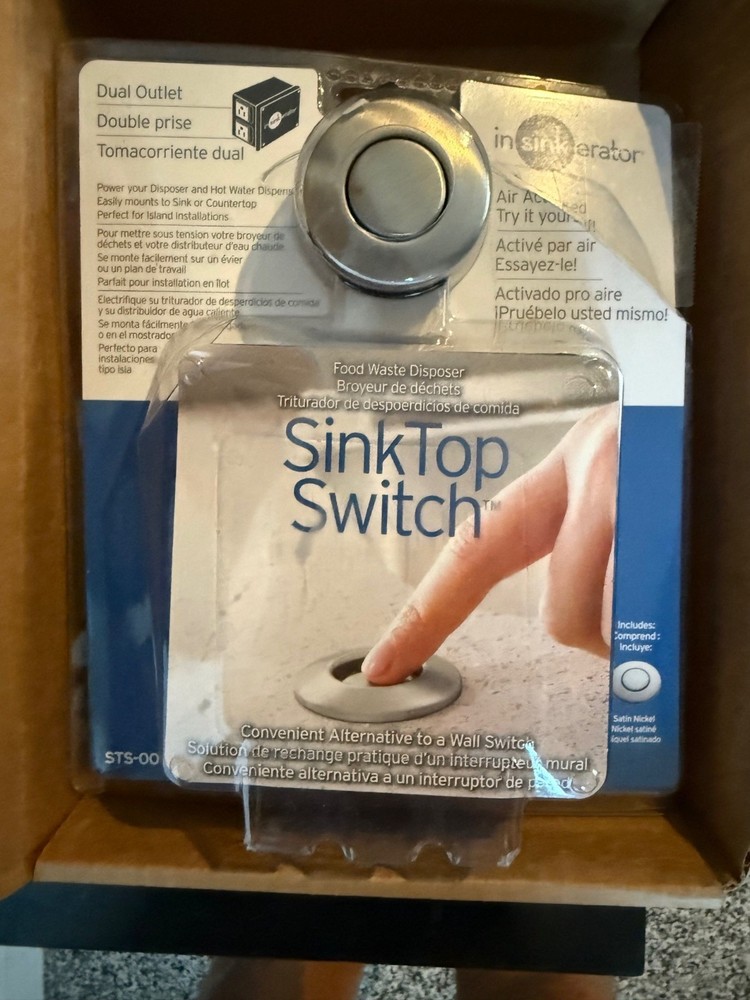 Dual Outlet
Double prise
Tomacorriente dual
insinkerator
Power your Disposer and Hot Water Dispens
Easily mounts to Sink or Countertop
Perfect for Island Installations
Pour mettre sous tension votre broyeur de
déchets et votre distributeur d'eau chaude
Se monte facilement sur un évier
ou un plan de travail
Parfait pour installation en îlot
Electrifique su triturador de desperdicios de comida
y su distribuidor de agua caliente
Se monta fácilmente
o en el mostrador
Perfecto para
instalaciones
tipo isla
insinkerator
Air
Try it
Activé par air
Essayez-le!
Activado pro aire
¡Pruébelo usted mismo!
Food Waste Disposer
Broyeur de déchets
Triturador de despoerdicios de comida
SinkTop
Switch™
Includes:
Comprend:
Incluye:
Satin Nickel
Nickel satiné
íquel satinado
Convenient Alternative to a Wall Switch
Solution de rechange pratique d'un interrupteur mural
Conveniente alternativa a un interruptor de pared
STS-00